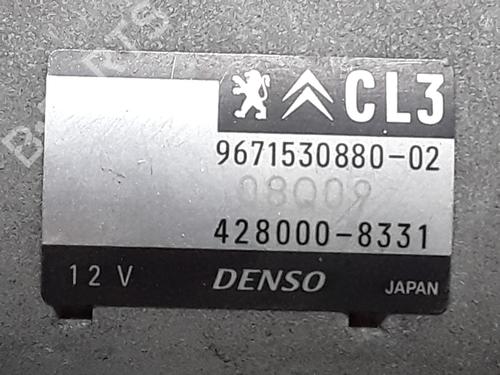 CL3
9671530880-02
08Q09
428000-8331
12 V DENSO JAPAN